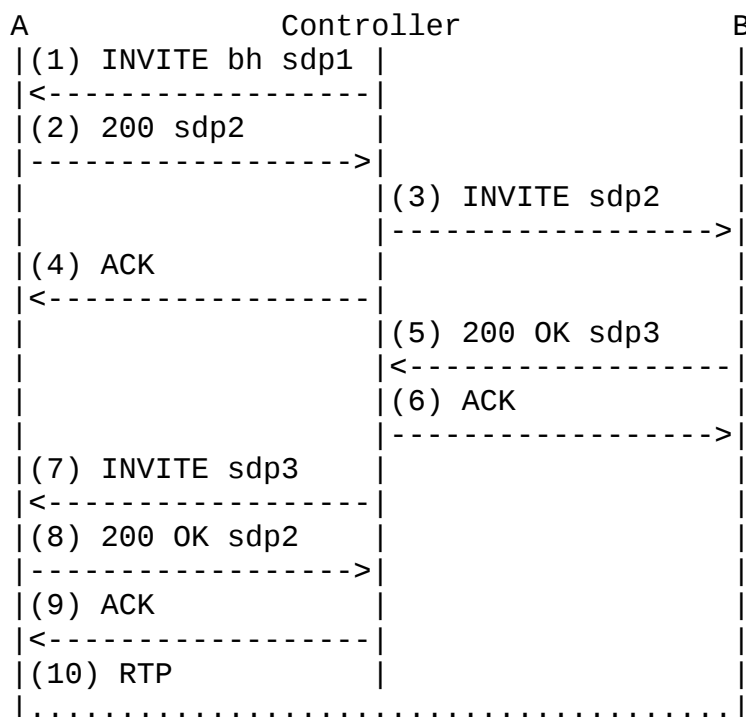 A Controller B
(1) INVITE bh sdp1
(2) 200 sdp2
(3) INVITE sdp2
(4) ACK
(5) 200 OK sdp3
(6) ACK
(7) INVITE sdp3
(8) 200 OK sdp2
(9) ACK
(10) RTP